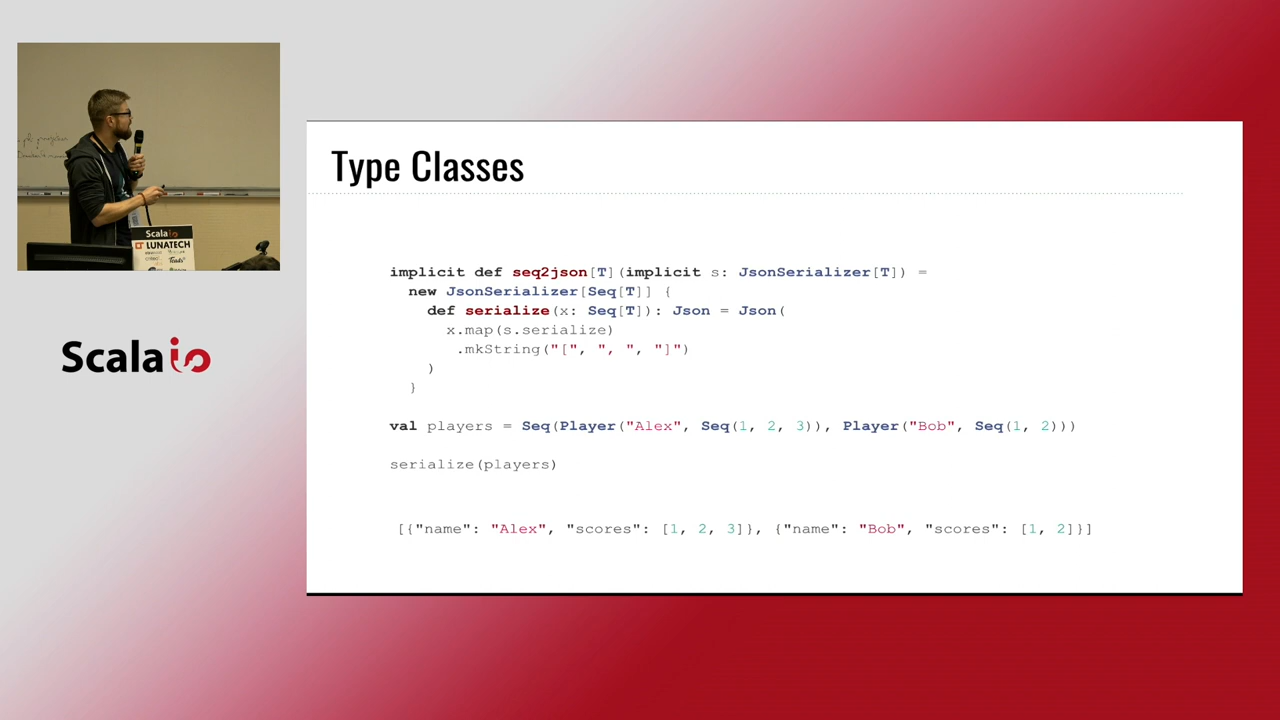 Type Classes
implicit def seq2json[T](implicit s: JsonSerializer[T]) =
new JsonSerializer[Seq[T]] {
def serialize(x: Seq[T]): Json = Json(
x.map(s.serialize)
.mkString("[", ", ", "]")
)
}
val players = Seq(Player("Alex", Seq(1, 2, 3)), Player("Bob", Seq(1, 2)))
serialize(players)
[{"name": "Alex", "scores": [1, 2, 3]}, {"name": "Bob", "scores": [1, 2]}]
Scala
LUNATECH
Scalaio